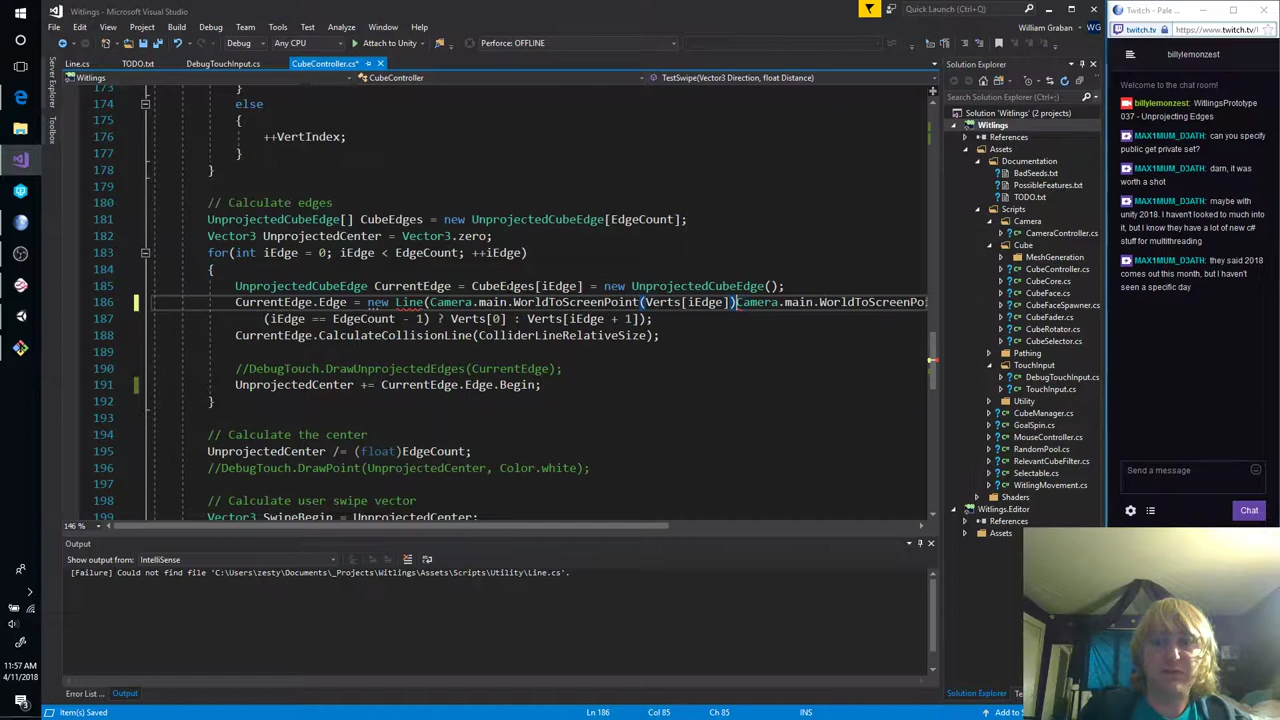 Witlings - Microsoft Visual Studio
Quick Launch (Ctrl+Q)
File Edit View Project Build Debug Team Tools Test Analyze Window Help
William Graban WG
Debug Any CPU Attach to Unity Perforce: OFFLINE
Line.cs TODO.txt DebugTouchInput.cs CubeController.cs*
Witlings CubeController TestSwipe(Vector3 Direction, float Distance)
Server Explorer
Toolbox
173 }
174 else
175 {
176 ++VertIndex;
177 }
178 }
179
180 // Calculate edges
181 UnprojectedCubeEdge[] CubeEdges = new UnprojectedCubeEdge[EdgeCount];
182 Vector3 UnprojectedCenter = Vector3.zero;
183 for(int iEdge = 0; iEdge < EdgeCount; ++iEdge)
184 {
185 UnprojectedCubeEdge CurrentEdge = CubeEdges[iEdge] = new UnprojectedCubeEdge();
186 CurrentEdge.Edge = new Line(Camera.main.WorldToScreenPoint(Verts[iEdge])Camera.main.WorldToScreenPoi
187 (iEdge == EdgeCount - 1) ? Verts[0] : Verts[iEdge + 1]);
188 CurrentEdge.CalculateCollisionLine(ColliderLineRelativeSize);
189
190 //DebugTouch.DrawUnprojectedEdges(CurrentEdge);
191 UnprojectedCenter += CurrentEdge.Edge.Begin;
192 }
193
194 // Calculate the center
195 UnprojectedCenter /= (float)EdgeCount;
196 //DebugTouch.DrawPoint(UnprojectedCenter, Color.white);
197
198 // Calculate user swipe vector
199 Vector3 SwipeBegin = UnprojectedCenter;
146 %
Output
Show output from: IntelliSense
[Failure] Could not find file 'C:\Users\zesty\Documents\_Projects\Witlings\Assets\Scripts\Utility\Line.cs'.
Error List ... Output
Item(s) Saved Ln 186 Col 85 Ch 85 INS Add to S
Solution Explorer
Search Solution Explorer (Ctrl+;)
Solution 'Witlings' (2 projects)
Witlings
References
Assets
Documentation
BadSeeds.txt
PossibleFeatures.txt
TODO.txt
Scripts
Camera
CameraController.cs
Cube
MeshGeneration
CubeController.cs
CubeCore.cs
CubeFace.cs
CubeFaceComponent.cs
CubeFader.cs
CubeRotator.cs
CubeSelector.cs
Pathing
TouchInput
DebugTouchInput.cs
TouchInput.cs
Utility
CubeManager.cs
GoalSpin.cs
MouseController.cs
RandomPool.cs
RelevantCubeFilter.cs
Selectable.cs
WitlingMovement.cs
Shaders
Witlings.Editor
References
Assets
Solution Explorer Te
Twitch - Pale ...
twitch.tv/ https://www.twitch.tv/l
billylemonzest
Welcome to the chat room!
billylemonzest: WitlingsPrototype
037 - Unprojecting Edges
MAX1MUM_D3ATH: can you specify
public get private set?
MAX1MUM_D3ATH: darn, it was
worth a shot
MAX1MUM_D3ATH: maybe with
unity 2018. I haven't looked to much into
it, but I know they have a lot of new c#
stuff for multithreading
MAX1MUM_D3ATH: they said 2018
comes out this month, but I haven't
seen a specific day
Send a message
Chat
11:57 AM
4/11/2018